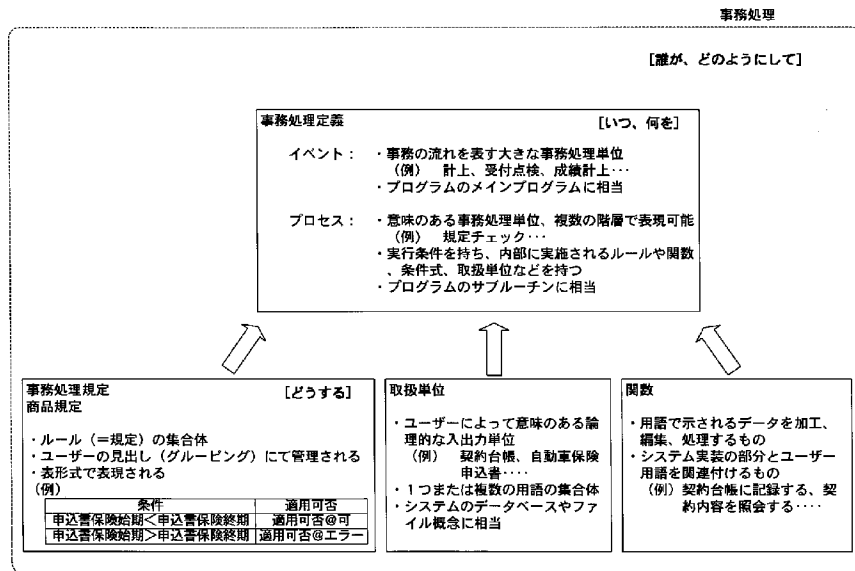 事務処理
[誰が、どのようにして]
事務処理定義
[いつ、何を]
イベント：
・事務の流れを表す大きな事務処理単位
（例）　計上、受付点検、成績計上･･･
・プログラムのメインプログラムに相当
プロセス：
・意味のある事務処理単位、複数の階層で表現可能
（例）　規定チェック･･･
・実行条件を持ち、内部に実施されるルールや関数
、条件式、取扱単位などを持つ
・プログラムのサブルーチンに相当
事務処理規定
[どうする]
商品規定
・ルール（＝規定）の集合体
・ユーザーの見出し（グルーピング）にて管理される
・表形式で表現される
（例）
条件　適用可否
申込書保険始期＜申込書保険終期　適用可否@可
申込書保険始期＞申込書保険終期　適用可否@エラー
取扱単位
・ユーザーによって意味のある論
理的な入出力単位
（例）　契約台帳、自動車保険
申込書････
・１つまたは複数の用語の集合体
・システムのデータベースやファ
イル概念に相当
関数
・用語で示されるデータを加工、
編集、処理するもの
・システム実装の部分とユーザー
用語を関連付けるもの
（例）契約台帳に記録する、契
約内容を照会する････